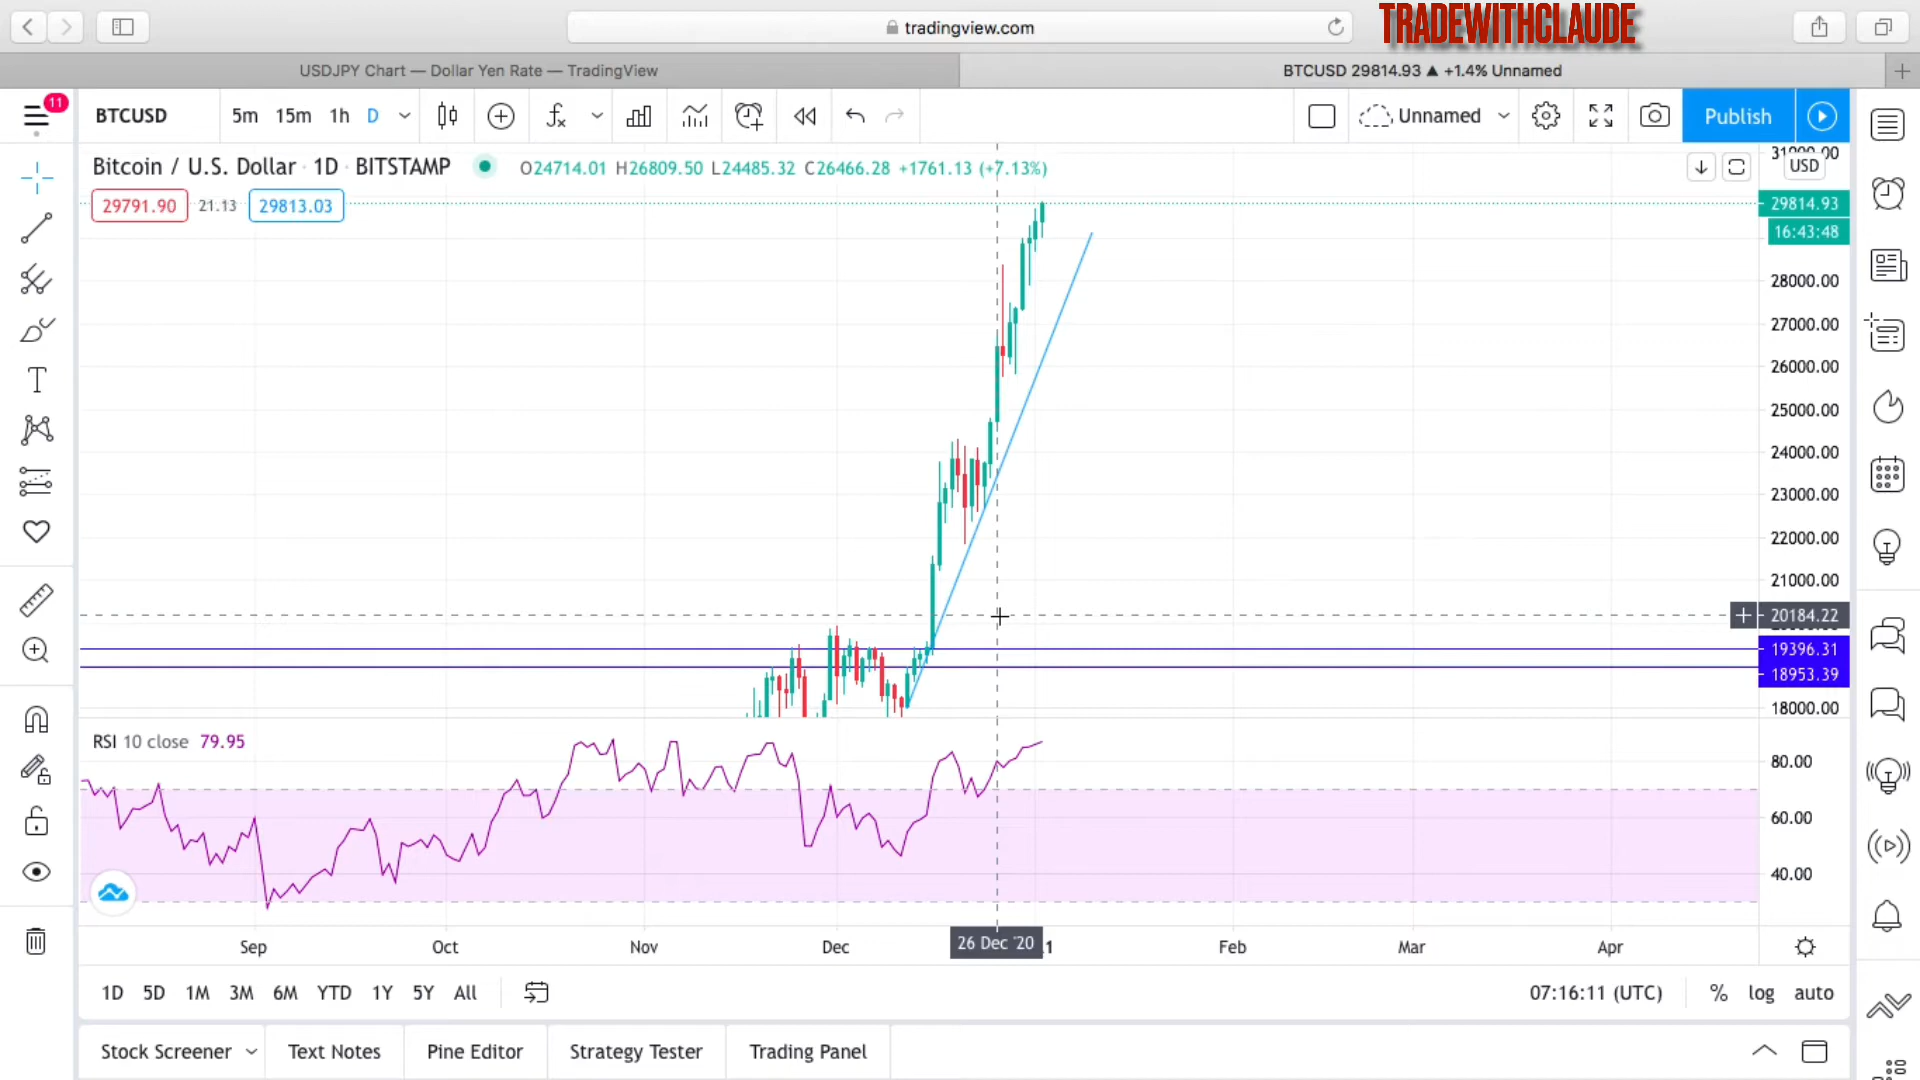 tradingview.com
TRADEWITHCLAUDE
USDJPY Chart — Dollar Yen Rate — TradingView
BTCUSD 29814.93 ▲ +1.4% Unnamed
11
BTCUSD 5m 15m 1h D Unnamed Publish
Bitcoin / U.S. Dollar · 1D · BITSTAMP O24714.01 H26809.50 L24485.32 C26466.28 +1761.13 (+7.13%)
USD
29791.90 21.13 29813.03
29814.93
16:43:48
28000.00
27000.00
26000.00
25000.00
24000.00
23000.00
22000.00
21000.00
20184.22
19396.31
18953.39
18000.00
RSI 10 close 79.95
80.00
60.00
40.00
Sep Oct Nov Dec 26 Dec '20 Feb Mar Apr
1D 5D 1M 3M 6M YTD 1Y 5Y All 07:16:11 (UTC) % log auto
Stock Screener Text Notes Pine Editor Strategy Tester Trading Panel